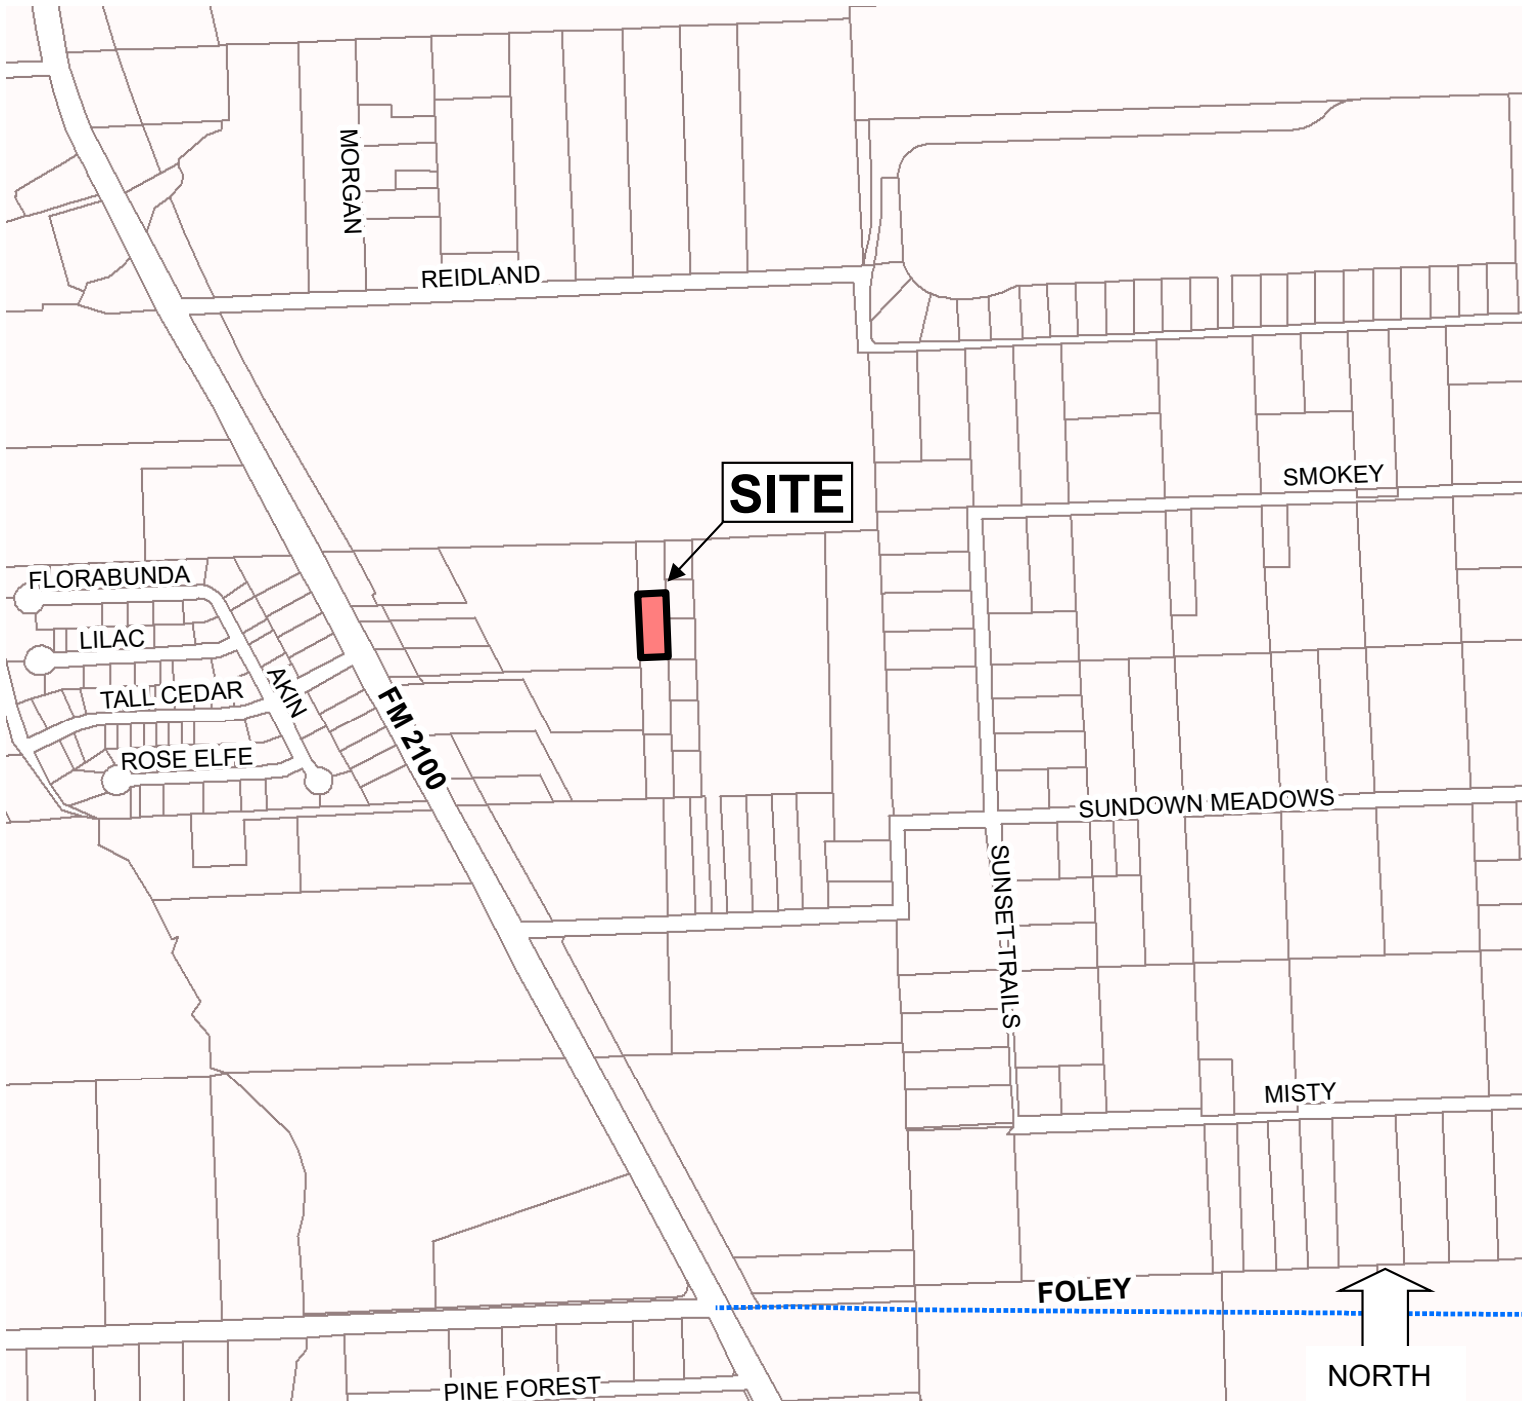 MORGAN
REIDLAND
SMOKEY
SITE
FLORABUNDA
LILAC
TALL CEDAR
AKIN
ROSE ELFE
FM 2100
SUNDOWN MEADOWS
SUNSET TRAILS
MISTY
FOLEY
PINE FOREST
NORTH